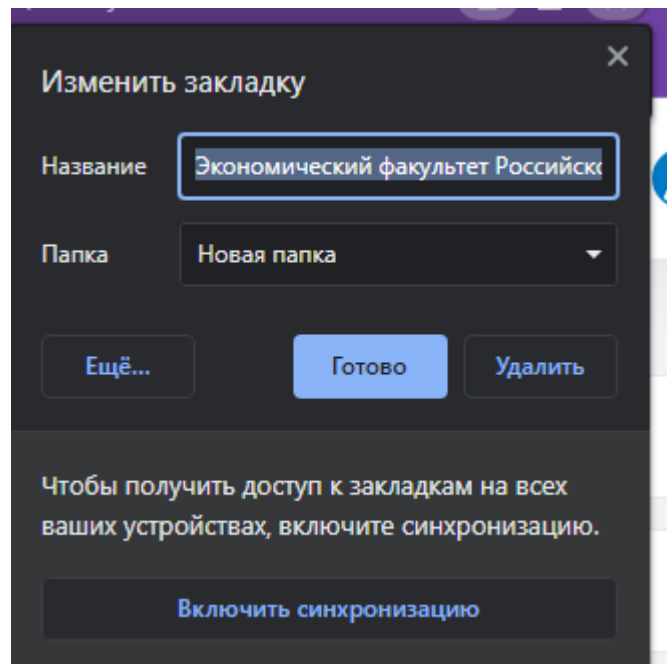 Изменить закладку
Название
Экономический факультет Российско
Папка
Новая папка
Ещё...
Готово
Удалить
Чтобы получить доступ к закладкам на всех
ваших устройствах, включите синхронизацию.
Включить синхронизацию